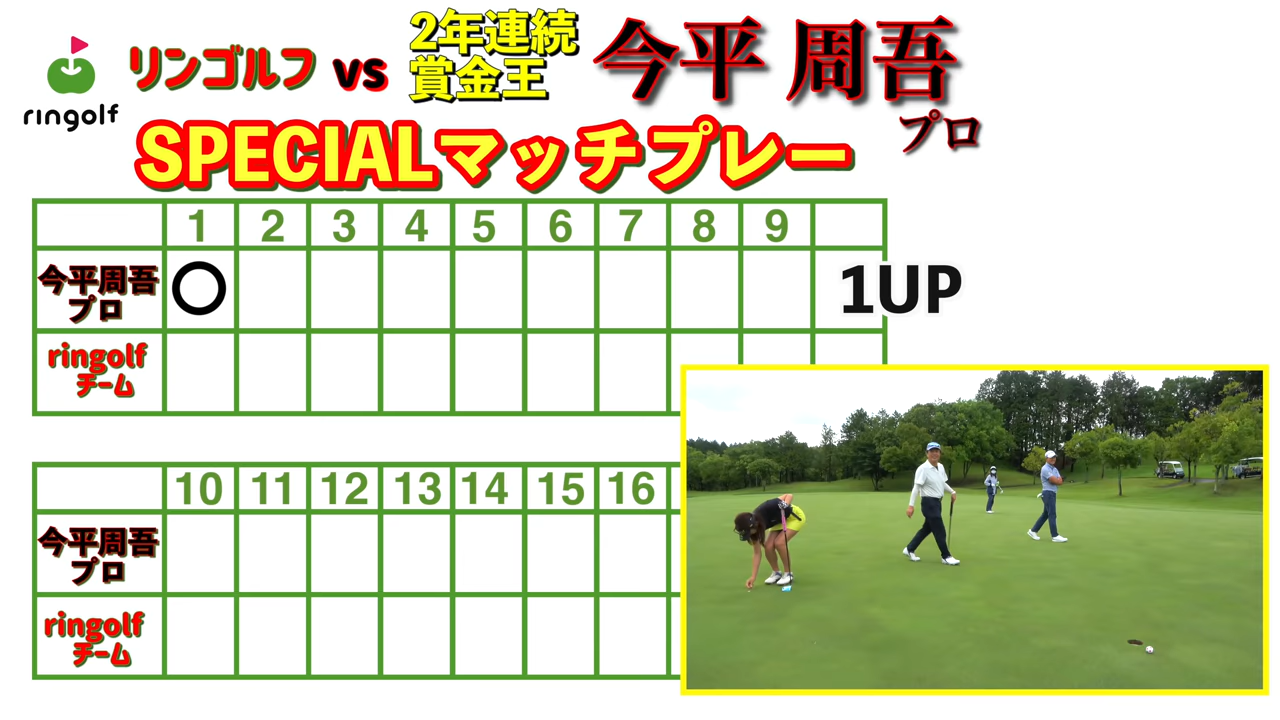 ringolf
リンゴルフ vs
2年連続
賞金王
今平 周吾
プロ
SPECIALマッチプレー
1 2 3 4 5 6 7 8 9
今平周吾
プロ
1UP
ringolf
チーム
10 11 12 13 14 15 16
今平周吾
プロ
ringolf
チーム